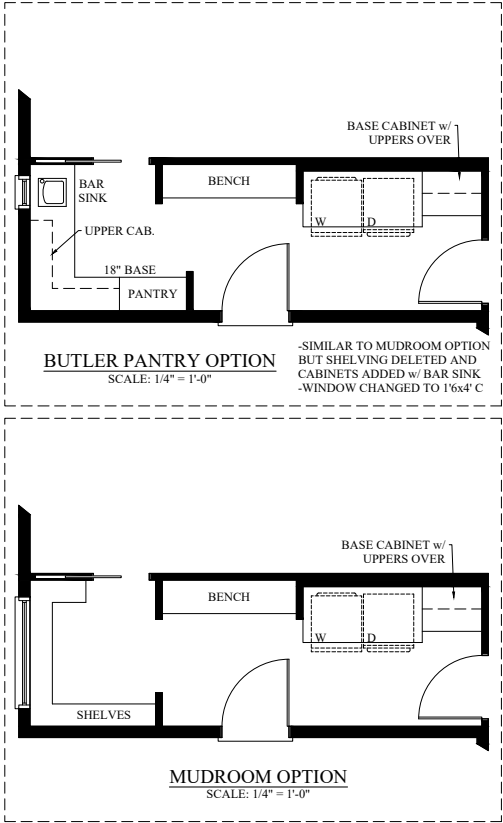 BASE CABINET w/
UPPERS OVER
BAR
SINK
BENCH
W D
UPPER CAB.
18" BASE
PANTRY
BUTLER PANTRY OPTION
SCALE: 1/4" = 1'-0"
-SIMILAR TO MUDROOM OPTION
BUT SHELVING DELETED AND
CABINETS ADDED w/ BAR SINK
-WINDOW CHANGED TO 1'6x4' C
BASE CABINET w/
UPPERS OVER
BENCH
W D
SHELVES
MUDROOM OPTION
SCALE: 1/4" = 1'-0"